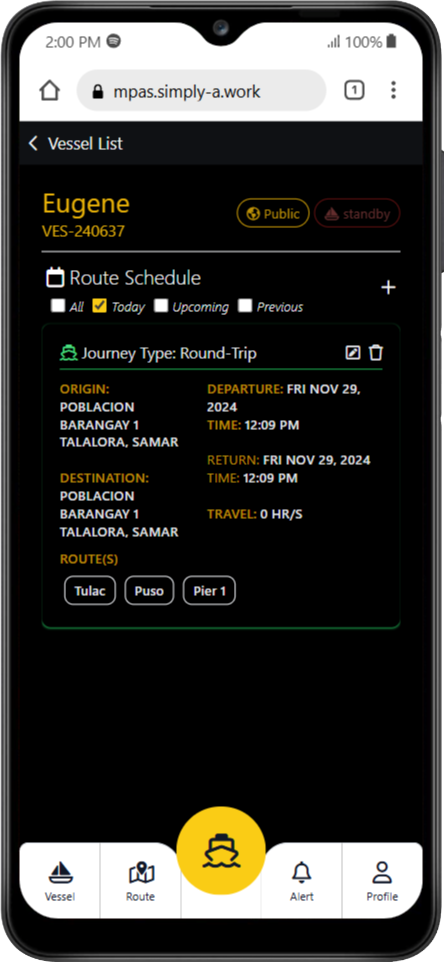 2:00 PM 100%
mpas.simply-a.work 1
Vessel List
Eugene
VES-240637
Public standby
Route Schedule
All Today Upcoming Previous
Journey Type: Round-Trip
ORIGIN:
POBLACION
BARANGAY 1
TALALORA, SAMAR
DESTINATION:
POBLACION
BARANGAY 1
TALALORA, SAMAR
DEPARTURE: FRI NOV 29,
2024
TIME: 12:09 PM
RETURN: FRI NOV 29, 2024
TIME: 12:09 PM
TRAVEL: 0 HR/S
ROUTE(S)
Tulac Puso Pier 1
Vessel Route Alert Profile